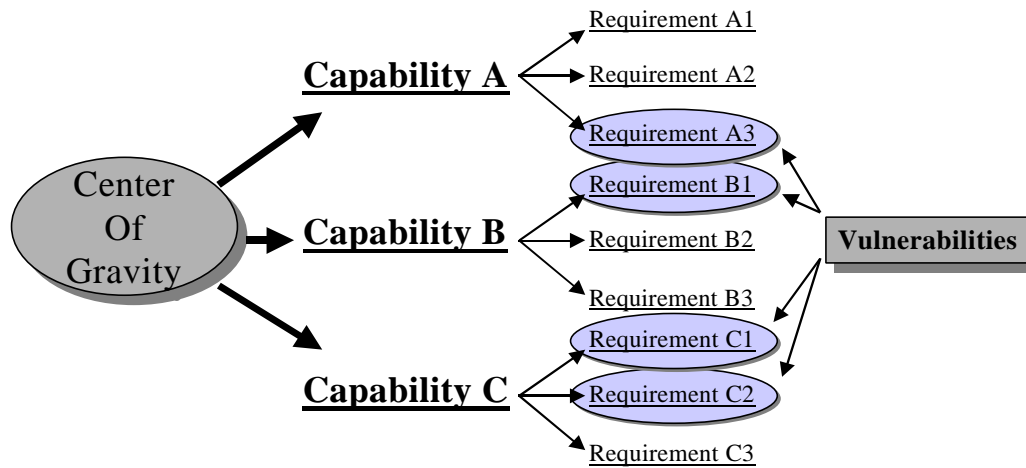 Center
Of
Gravity
Capability A
Requirement A1
Requirement A2
Requirement A3
Capability B
Requirement B1
Requirement B2
Requirement B3
Capability C
Requirement C1
Requirement C2
Requirement C3
Vulnerabilities